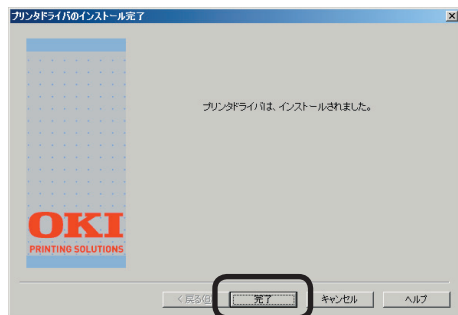 プリンタドライバのインストール完了
プリンタドライバは、インストールされました。
OKI
PRINTING SOLUTIONS
< 戻る(B)
完了
キャンセル
ヘルプ